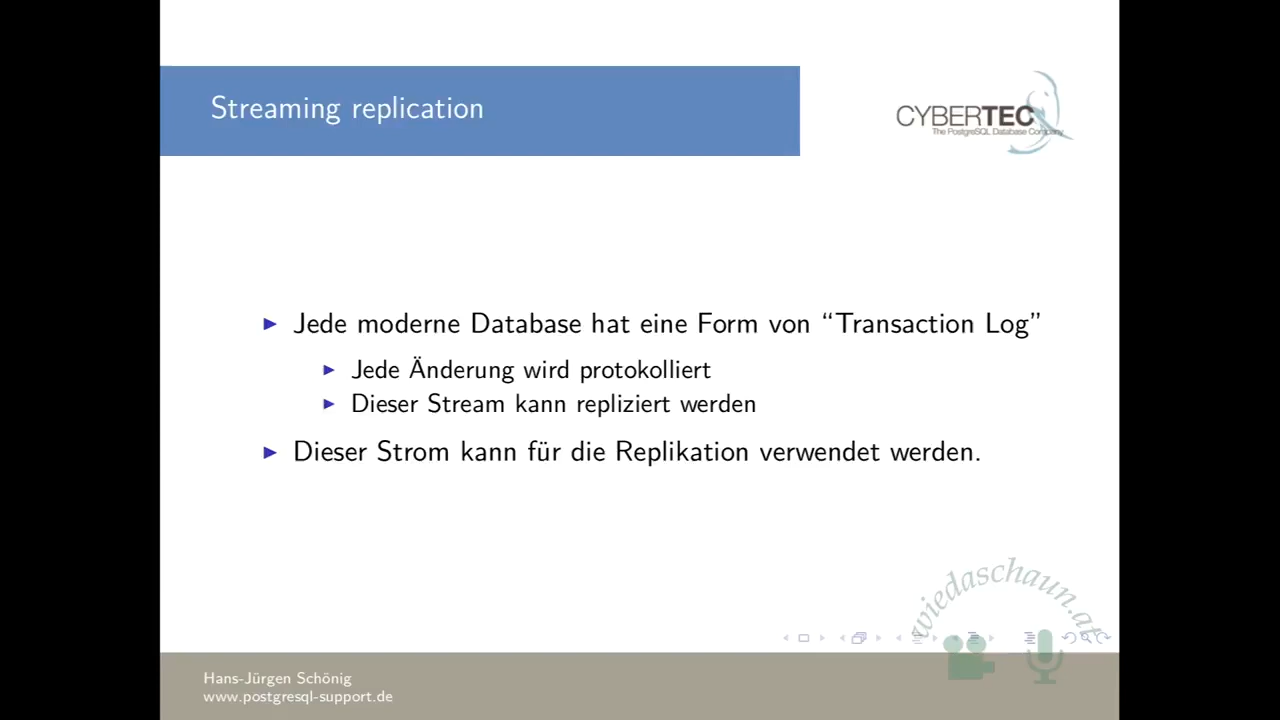 Streaming replication
CYBERTEC
The PostgreSQL Database Company
Jede moderne Database hat eine Form von “Transaction Log”
Jede Änderung wird protokolliert
Dieser Stream kann repliziert werden
Dieser Strom kann für die Replikation verwendet werden.
wiedaschaun.at
Hans-Jürgen Schönig
www.postgresql-support.de